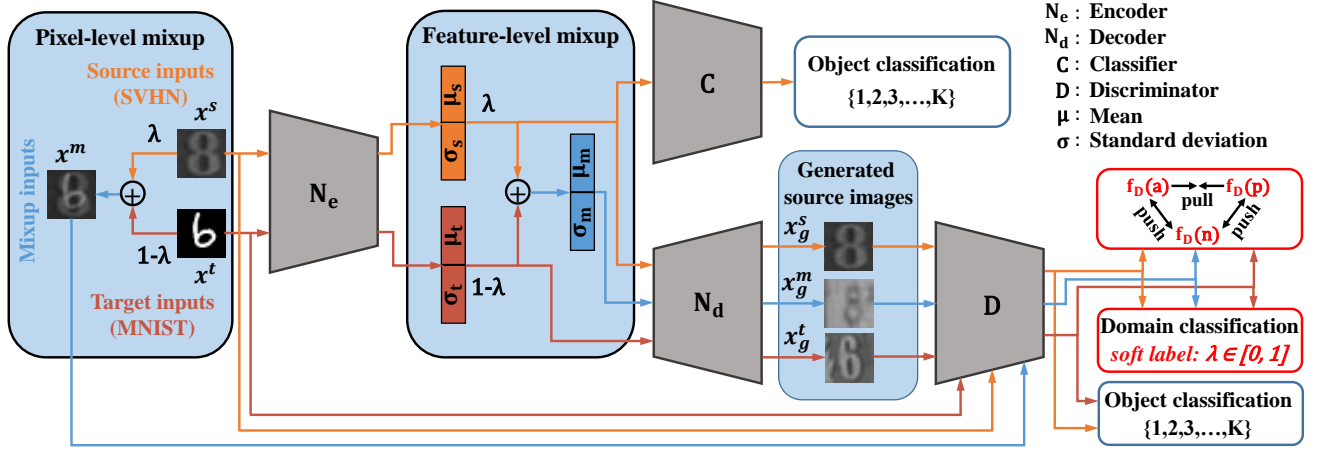 Pixel-level mixup
Source inputs
(SVHN)
x^s
λ
x^m
Mixup inputs
1-λ
x^t
Target inputs
(MNIST)
N_e
Feature-level mixup
μ_s
σ_s
λ
μ_m
σ_m
μ_t
σ_t
1-λ
C
Object classification
{1,2,3,…,K}
N_d
Generated
source images
x_g^s
x_g^m
x_g^t
D
N_e : Encoder
N_d : Decoder
C : Classifier
D : Discriminator
μ : Mean
σ : Standard deviation
f_D(a)
f_D(p)
pull
push
push
f_D(n)
Domain classification
soft label: λ ∈ [0, 1]
Object classification
{1,2,3,…,K}